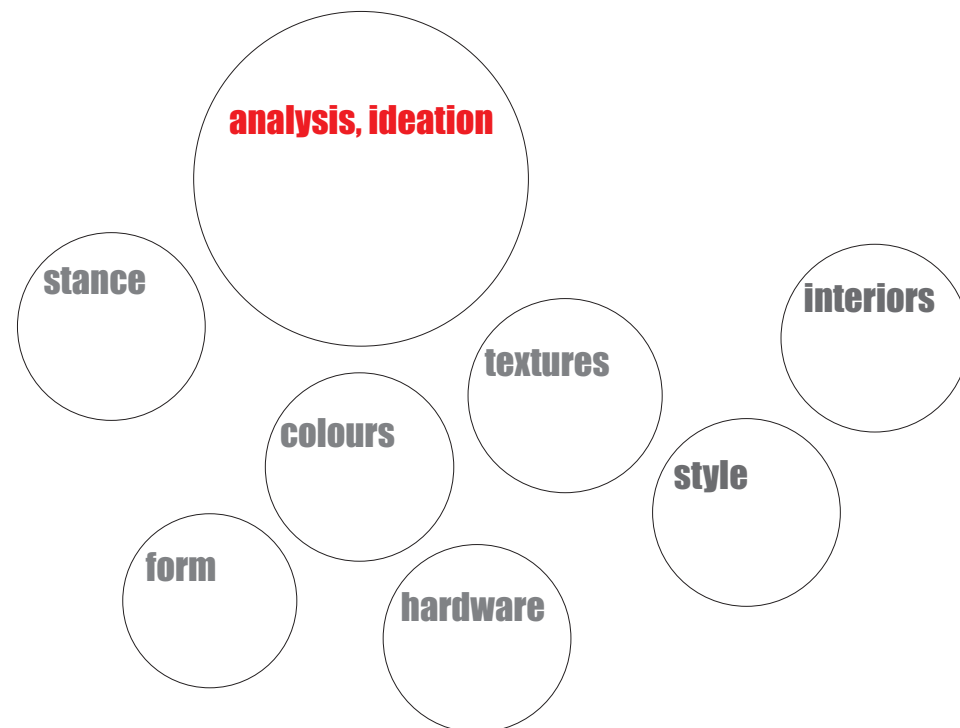 analysis, ideation
stance
interiors
textures
colours
style
form
hardware